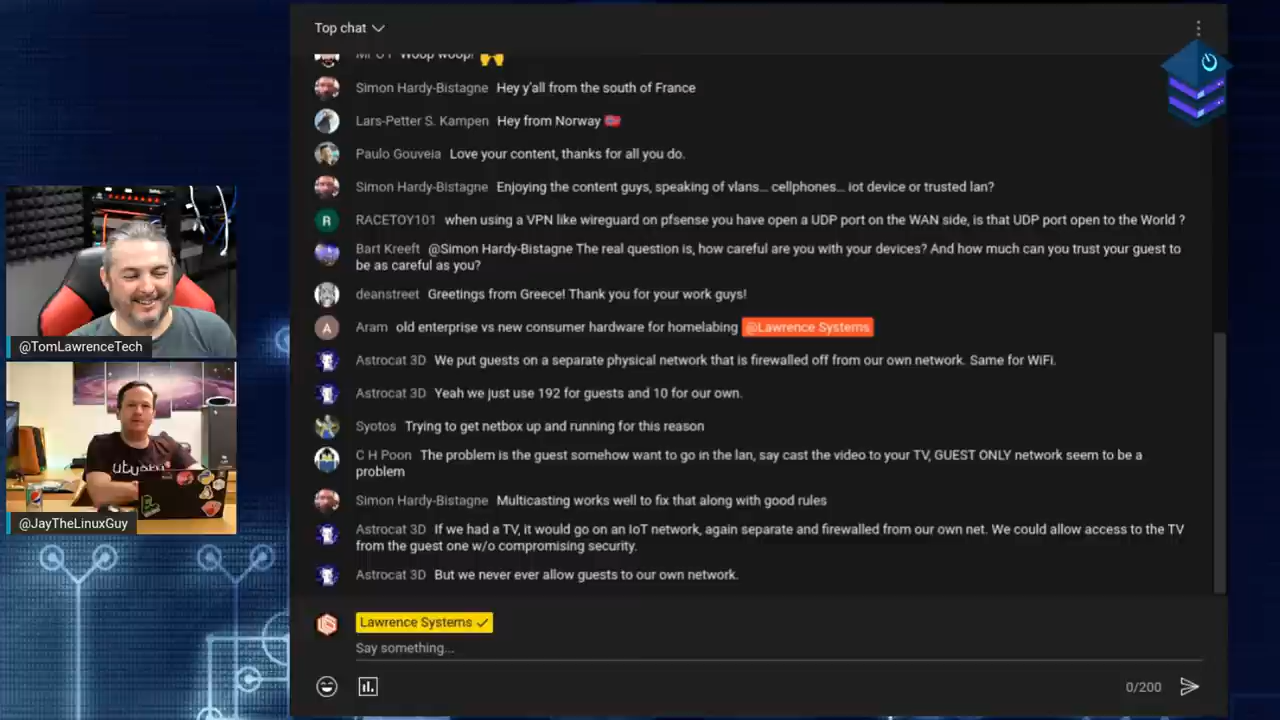 Top chat
Woop woop!
Simon Hardy-Bistagne Hey y'all from the south of France
Lars-Petter S. Kampen Hey from Norway
Paulo Gouveia Love your content, thanks for all you do.
Simon Hardy-Bistagne Enjoying the content guys, speaking of vlans... cellphones... iot device or trusted lan?
R RACETOY101 when using a VPN like wireguard on pfsense you have open a UDP port on the WAN side, is that UDP port open to the World ?
Bart Kreeft @Simon Hardy-Bistagne The real question is, how careful are you with your devices? And how much can you trust your guest to
be as careful as you?
deanstreet Greetings from Greece! Thank you for your work guys!
A Aram old enterprise vs new consumer hardware for homelabing @Lawrence Systems
Astrocat 3D We put guests on a separate physical network that is firewalled off from our own network. Same for WiFi.
Astrocat 3D Yeah we just use 192 for guests and 10 for our own.
Syotos Trying to get netbox up and running for this reason
C H Poon The problem is the guest somehow want to go in the lan, say cast the video to your TV, GUEST ONLY network seem to be a
problem
Simon Hardy-Bistagne Multicasting works well to fix that along with good rules
Astrocat 3D If we had a TV, it would go on an IoT network, again separate and firewalled from our own net. We could allow access to the TV
from the guest one w/o compromising security.
Astrocat 3D But we never ever allow guests to our own network.
Lawrence Systems
Say something...
0/200
@TomLawrenceTech
ubuntu
@JayTheLinuxGuy